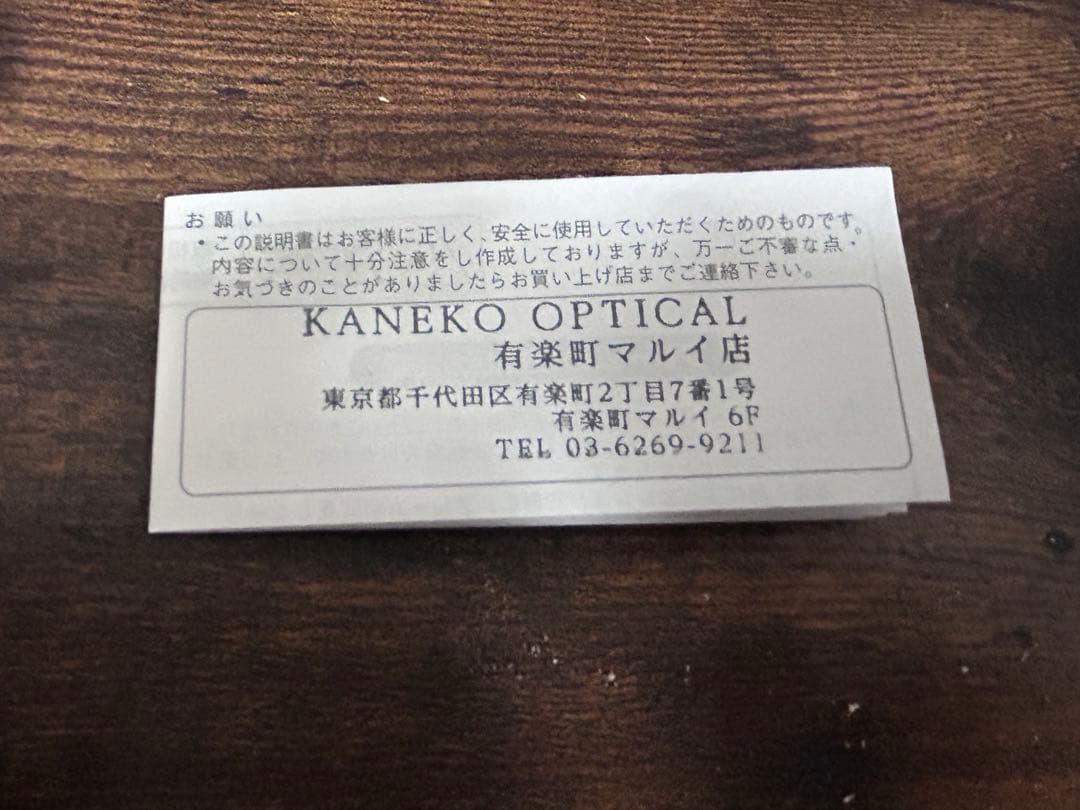 お願い
・この説明書はお客様に正しく、安全に使用していただくためのものです。
内容について十分注意をし作成しておりますが、万一ご不審な点・
お気づきのことがありましたらお買い上げ店までご連絡下さい。
KANEKO OPTICAL
有楽町マルイ店
東京都千代田区有楽町2丁目7番1号
有楽町マルイ 6F
TEL 03-6269-9211